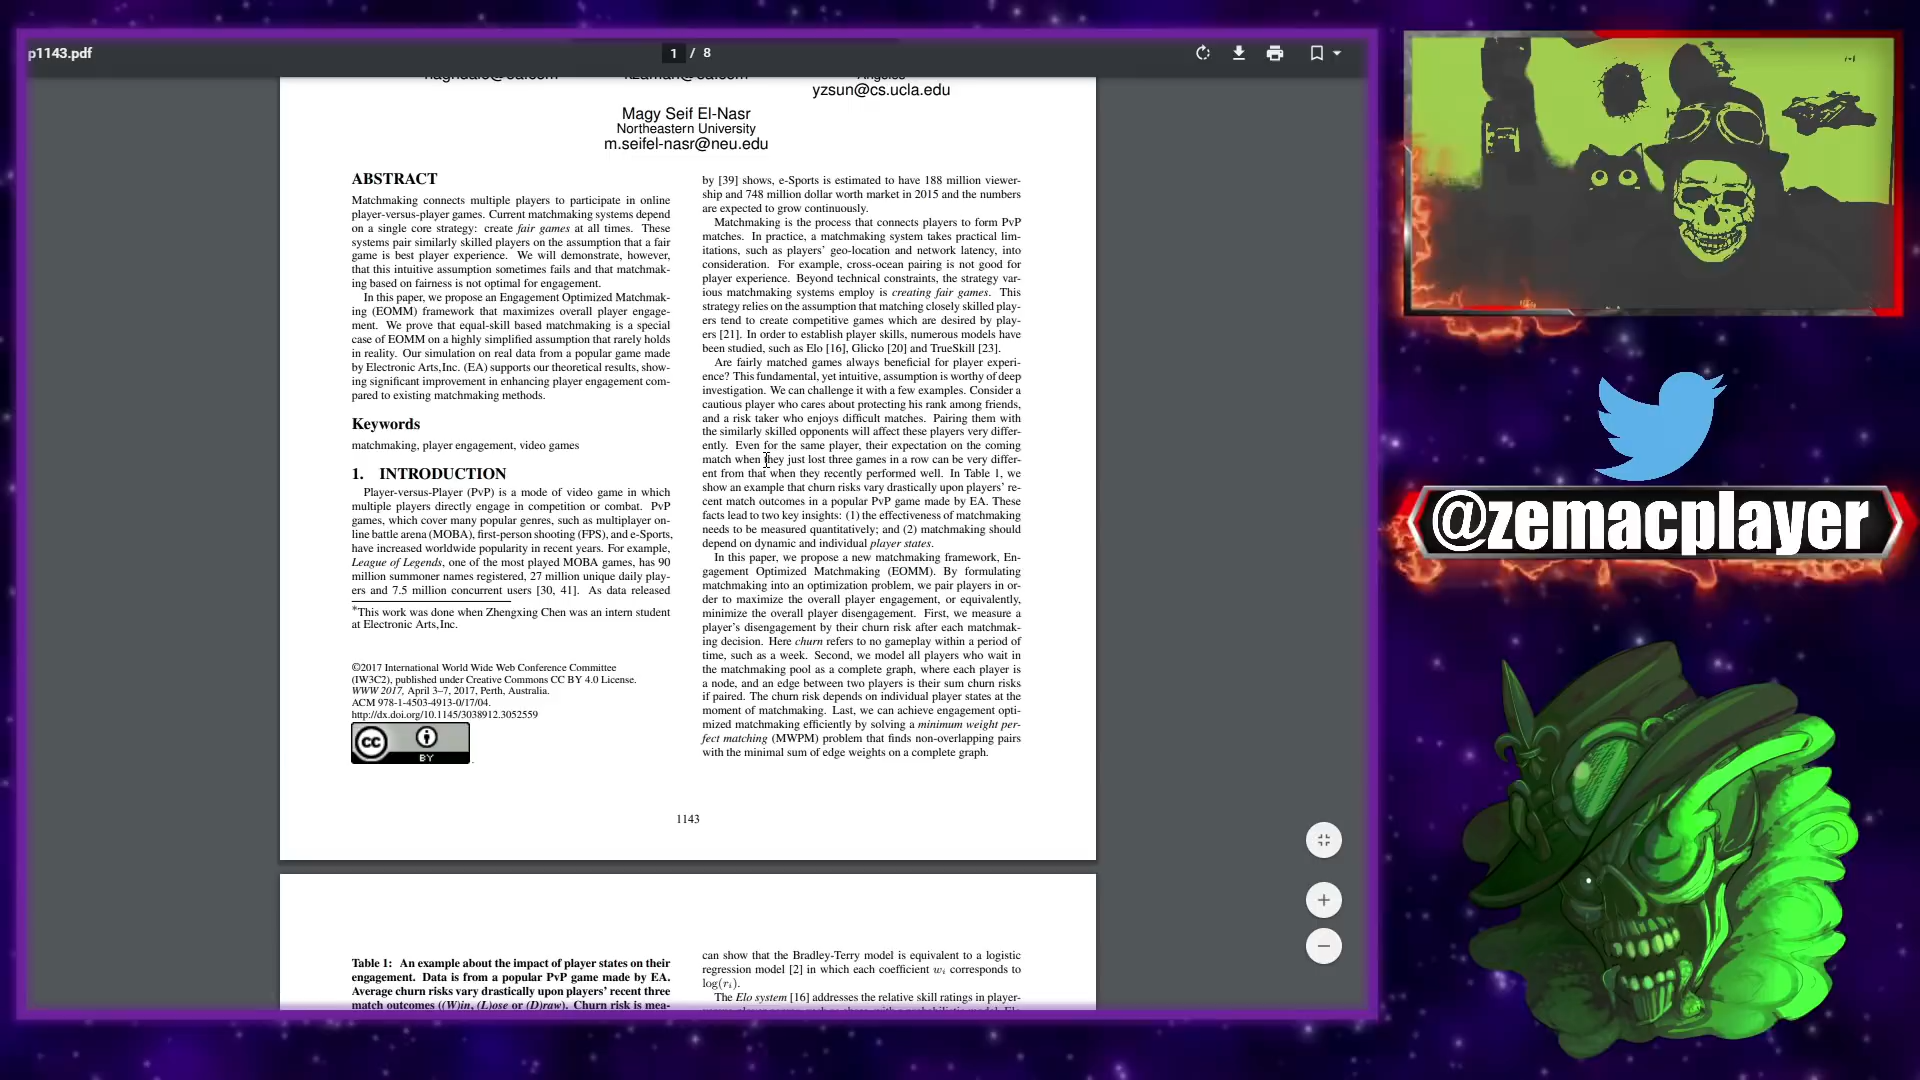 p1143.pdf
1 / 8
yzsun@cs.ucla.edu
Magy Seif El-Nasr
Northeastern University
m.seifel-nasr@neu.edu
ABSTRACT
Matchmaking connects multiple players to participate in online
player-versus-player games. Current matchmaking systems depend
on a single core strategy: create fair games at all times. These
systems pair similarly skilled players on the assumption that a fair
game is best player experience. We will demonstrate, however,
that this intuitive assumption sometimes fails and that matchmak-
ing based on fairness is not optimal for engagement.
In this paper, we propose an Engagement Optimized Matchmak-
ing (EOMM) framework that maximizes overall player engage-
ment. We prove that equal-skill based matchmaking is a special
case of EOMM on a highly simplified assumption that rarely holds
in reality. Our simulation on real data from a popular game made
by Electronic Arts,Inc. (EA) supports our theoretical results, show-
ing significant improvement in enhancing player engagement com-
pared to existing matchmaking methods.
Keywords
matchmaking, player engagement, video games
1. INTRODUCTION
Player-versus-Player (PvP) is a mode of video game in which
multiple players directly engage in competition or combat. PvP
games, which cover many popular genres, such as multiplayer on-
line battle arena (MOBA), first-person shooting (FPS), and e-Sports,
have increased worldwide popularity in recent years. For example,
League of Legends, one of the most played MOBA games, has 90
million summoner names registered, 27 million unique daily play-
ers and 7.5 million concurrent users [30, 41]. As data released
*This work was done when Zhengxing Chen was an intern student
at Electronic Arts,Inc.
©2017 International World Wide Web Conference Committee
(IW3C2), published under Creative Commons CC BY 4.0 License.
WWW 2017, April 3–7, 2017, Perth, Australia.
ACM 978-1-4503-4913-0/17/04.
http://dx.doi.org/10.1145/3038912.3052559
cc
BY
by [39] shows, e-Sports is estimated to have 188 million viewer-
ship and 748 million dollar worth market in 2015 and the numbers
are expected to grow continuously.
Matchmaking is the process that connects players to form PvP
matches. In practice, a matchmaking system takes practical lim-
itations, such as players' geo-location and network latency, into
consideration. For example, cross-ocean pairing is not good for
player experience. Beyond technical constraints, the strategy var-
ious matchmaking systems employ is creating fair games. This
strategy relies on the assumption that matching closely skilled play-
ers tend to create competitive games which are desired by play-
ers [21]. In order to establish player skills, numerous models have
been studied, such as Elo [16], Glicko [20] and TrueSkill [23].
Are fairly matched games always beneficial for player experi-
ence? This fundamental, yet intuitive, assumption is worthy of deep
investigation. We can challenge it with a few examples. Consider a
cautious player who cares about protecting his rank among friends,
and a risk taker who enjoys difficult matches. Pairing them with
the similarly skilled opponents will affect these players very differ-
ently. Even for the same player, their expectation on the coming
match when they just lost three games in a row can be very differ-
ent from that when they recently performed well. In Table 1, we
show an example that churn risks vary drastically upon players' re-
cent match outcomes in a popular PvP game made by EA. These
facts lead to two key insights: (1) the effectiveness of matchmaking
needs to be measured quantitatively; and (2) matchmaking should
depend on dynamic and individual player states.
In this paper, we propose a new matchmaking framework, En-
gagement Optimized Matchmaking (EOMM). By formulating
matchmaking into an optimization problem, we pair players in or-
der to maximize the overall player engagement, or equivalently,
minimize the overall player disengagement. First, we measure a
player's disengagement by their churn risk after each matchmak-
ing decision. Here churn refers to no gameplay within a period of
time, such as a week. Second, we model all players who wait in
the matchmaking pool as a complete graph, where each player is
a node, and an edge between two players is their sum churn risks
if paired. The churn risk depends on individual player states at the
moment of matchmaking. Last, we can achieve engagement opti-
mized matchmaking efficiently by solving a minimum weight per-
fect matching (MWPM) problem that finds non-overlapping pairs
with the minimal sum of edge weights on a complete graph.
1143
Table 1: An example about the impact of player states on their
engagement. Data is from a popular PvP game made by EA.
Average churn risks vary drastically upon players' recent three
match outcomes ((W)in, (L)ose or (D)raw). Churn risk is mea-
can show that the Bradley-Terry model is equivalent to a logistic
regression model [2] in which each coefficient wi corresponds to
log(ri).
The Elo system [16] addresses the relative skill ratings in player-
@zemacplayer